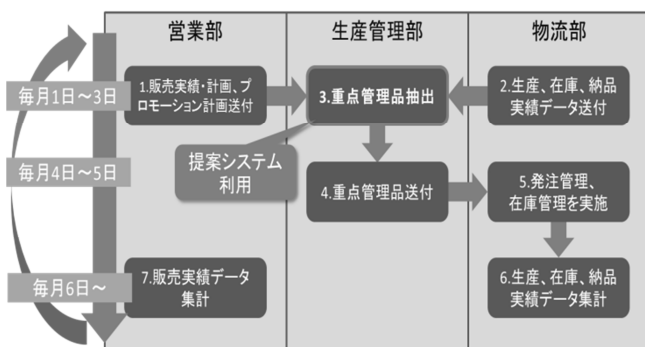 営業部
生産管理部
物流部
毎月1日～3日
1.販売実績・計画、プ
ロモーション計画送付
3.重点管理品抽出
2.生産、在庫、納品
実績データ送付
提案システム
利用
毎月4日～5日
4.重点管理品送付
5.発注管理、
在庫管理を実施
毎月6日～
7.販売実績データ
集計
6.生産、在庫、納品
実績データ集計